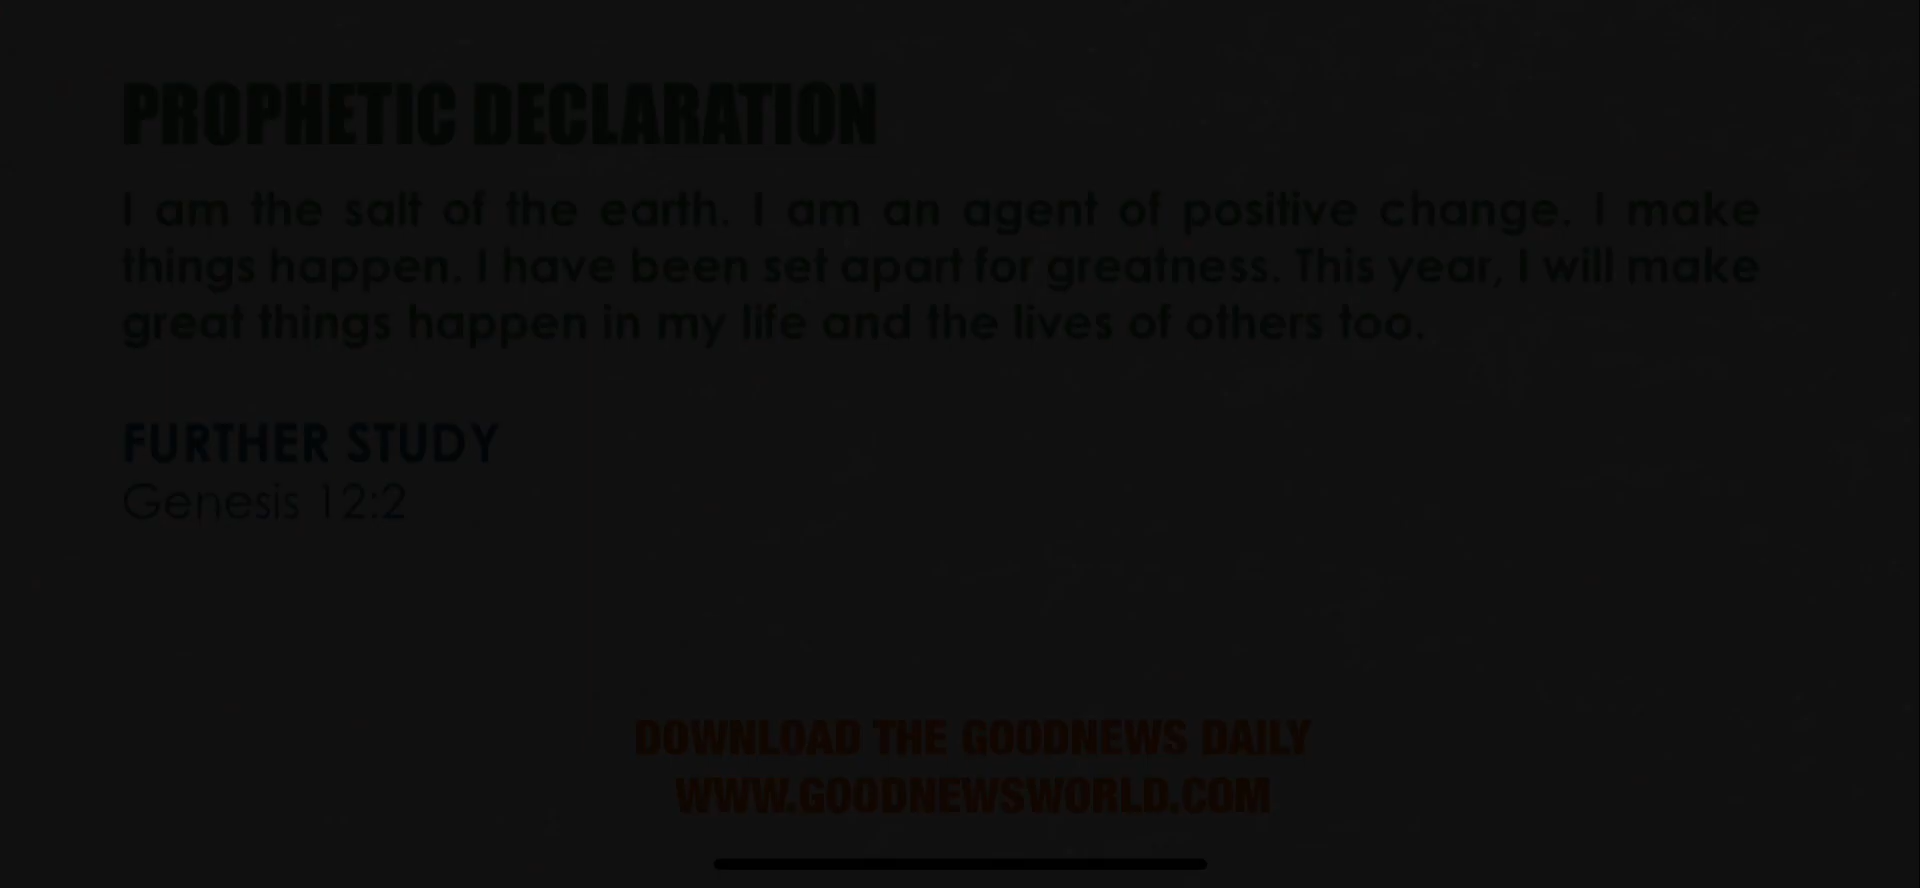 PROPHETIC DECLARATION
I am the salt of the earth. I am an agent of positive change. I make
things happen. I have been set apart for greatness. This year, I will make
great things happen in my life and the lives of others too.
FURTHER STUDY
Genesis 12:2
DOWNLOAD THE GOODNEWS DAILY
WWW.GOODNEWSWORLD.COM